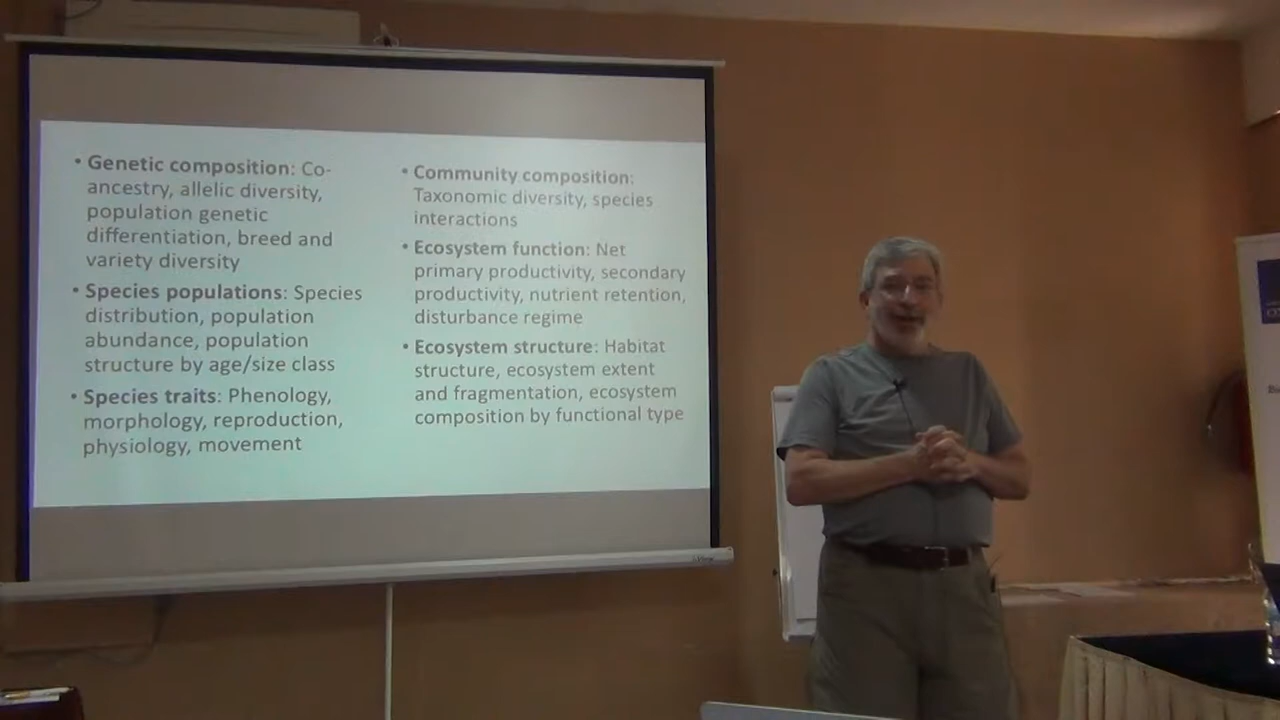 • Genetic composition: Co-
ancestry, allelic diversity,
population genetic
differentiation, breed and
variety diversity
• Species populations: Species
distribution, population
abundance, population
structure by age/size class
• Species traits: Phenology,
morphology, reproduction,
physiology, movement
• Community composition:
Taxonomic diversity, species
interactions
• Ecosystem function: Net
primary productivity, secondary
productivity, nutrient retention,
disturbance regime
• Ecosystem structure: Habitat
structure, ecosystem extent
and fragmentation, ecosystem
composition by functional type